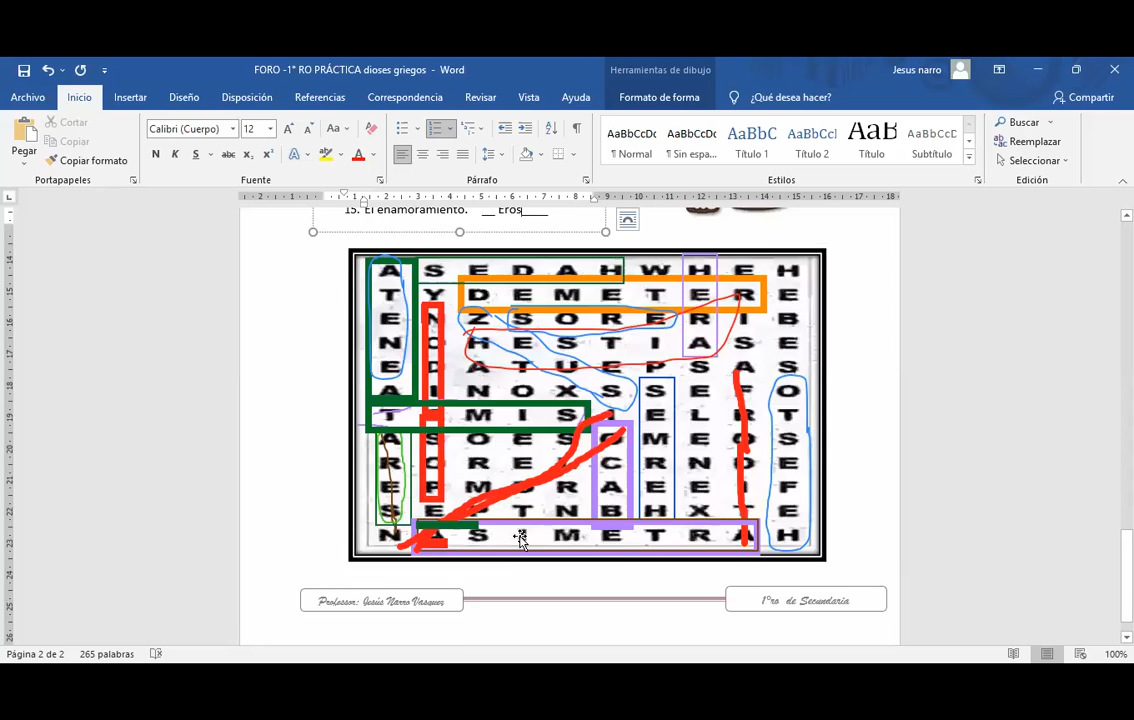 FORO -1° RO PRÁCTICA dioses griegos - Word
Herramientas de dibujo
Jesus narro
Archivo Inicio Insertar Diseño Disposición Referencias Correspondencia Revisar Vista Ayuda Formato de forma ¿Qué desea hacer? Compartir
Pegar
Cortar
Copiar
Copiar formato
Portapapeles
Calibri (Cuerpo) 12
N K S abc x₂ x²
Fuente
Párrafo
AaBbCcDc AaBbCcDc AaBbC AaBbCcI AaB AaBbCcD
¶ Normal ¶ Sin espa... Título 1 Título 2 Título Subtítulo
Estilos
Buscar
Reemplazar
Seleccionar
Edición
15. El enamoramiento. __ Eros____
A S E D A H W H E H
T Y D E M E T E R E
E N Z S O R E R I B
N O H E S T I A S E
E D A T U E P S A S
A I N O X S S E F O
T M I S E L R T
A S O E S O M E O S
R O R E C R N D E
E P M R A E E I F
S E P T N B H X T E
N A S M E T R A H
Professor: Jesús Narro Vasquez
1°ro de Secundaria
Página 2 de 2 265 palabras 100%